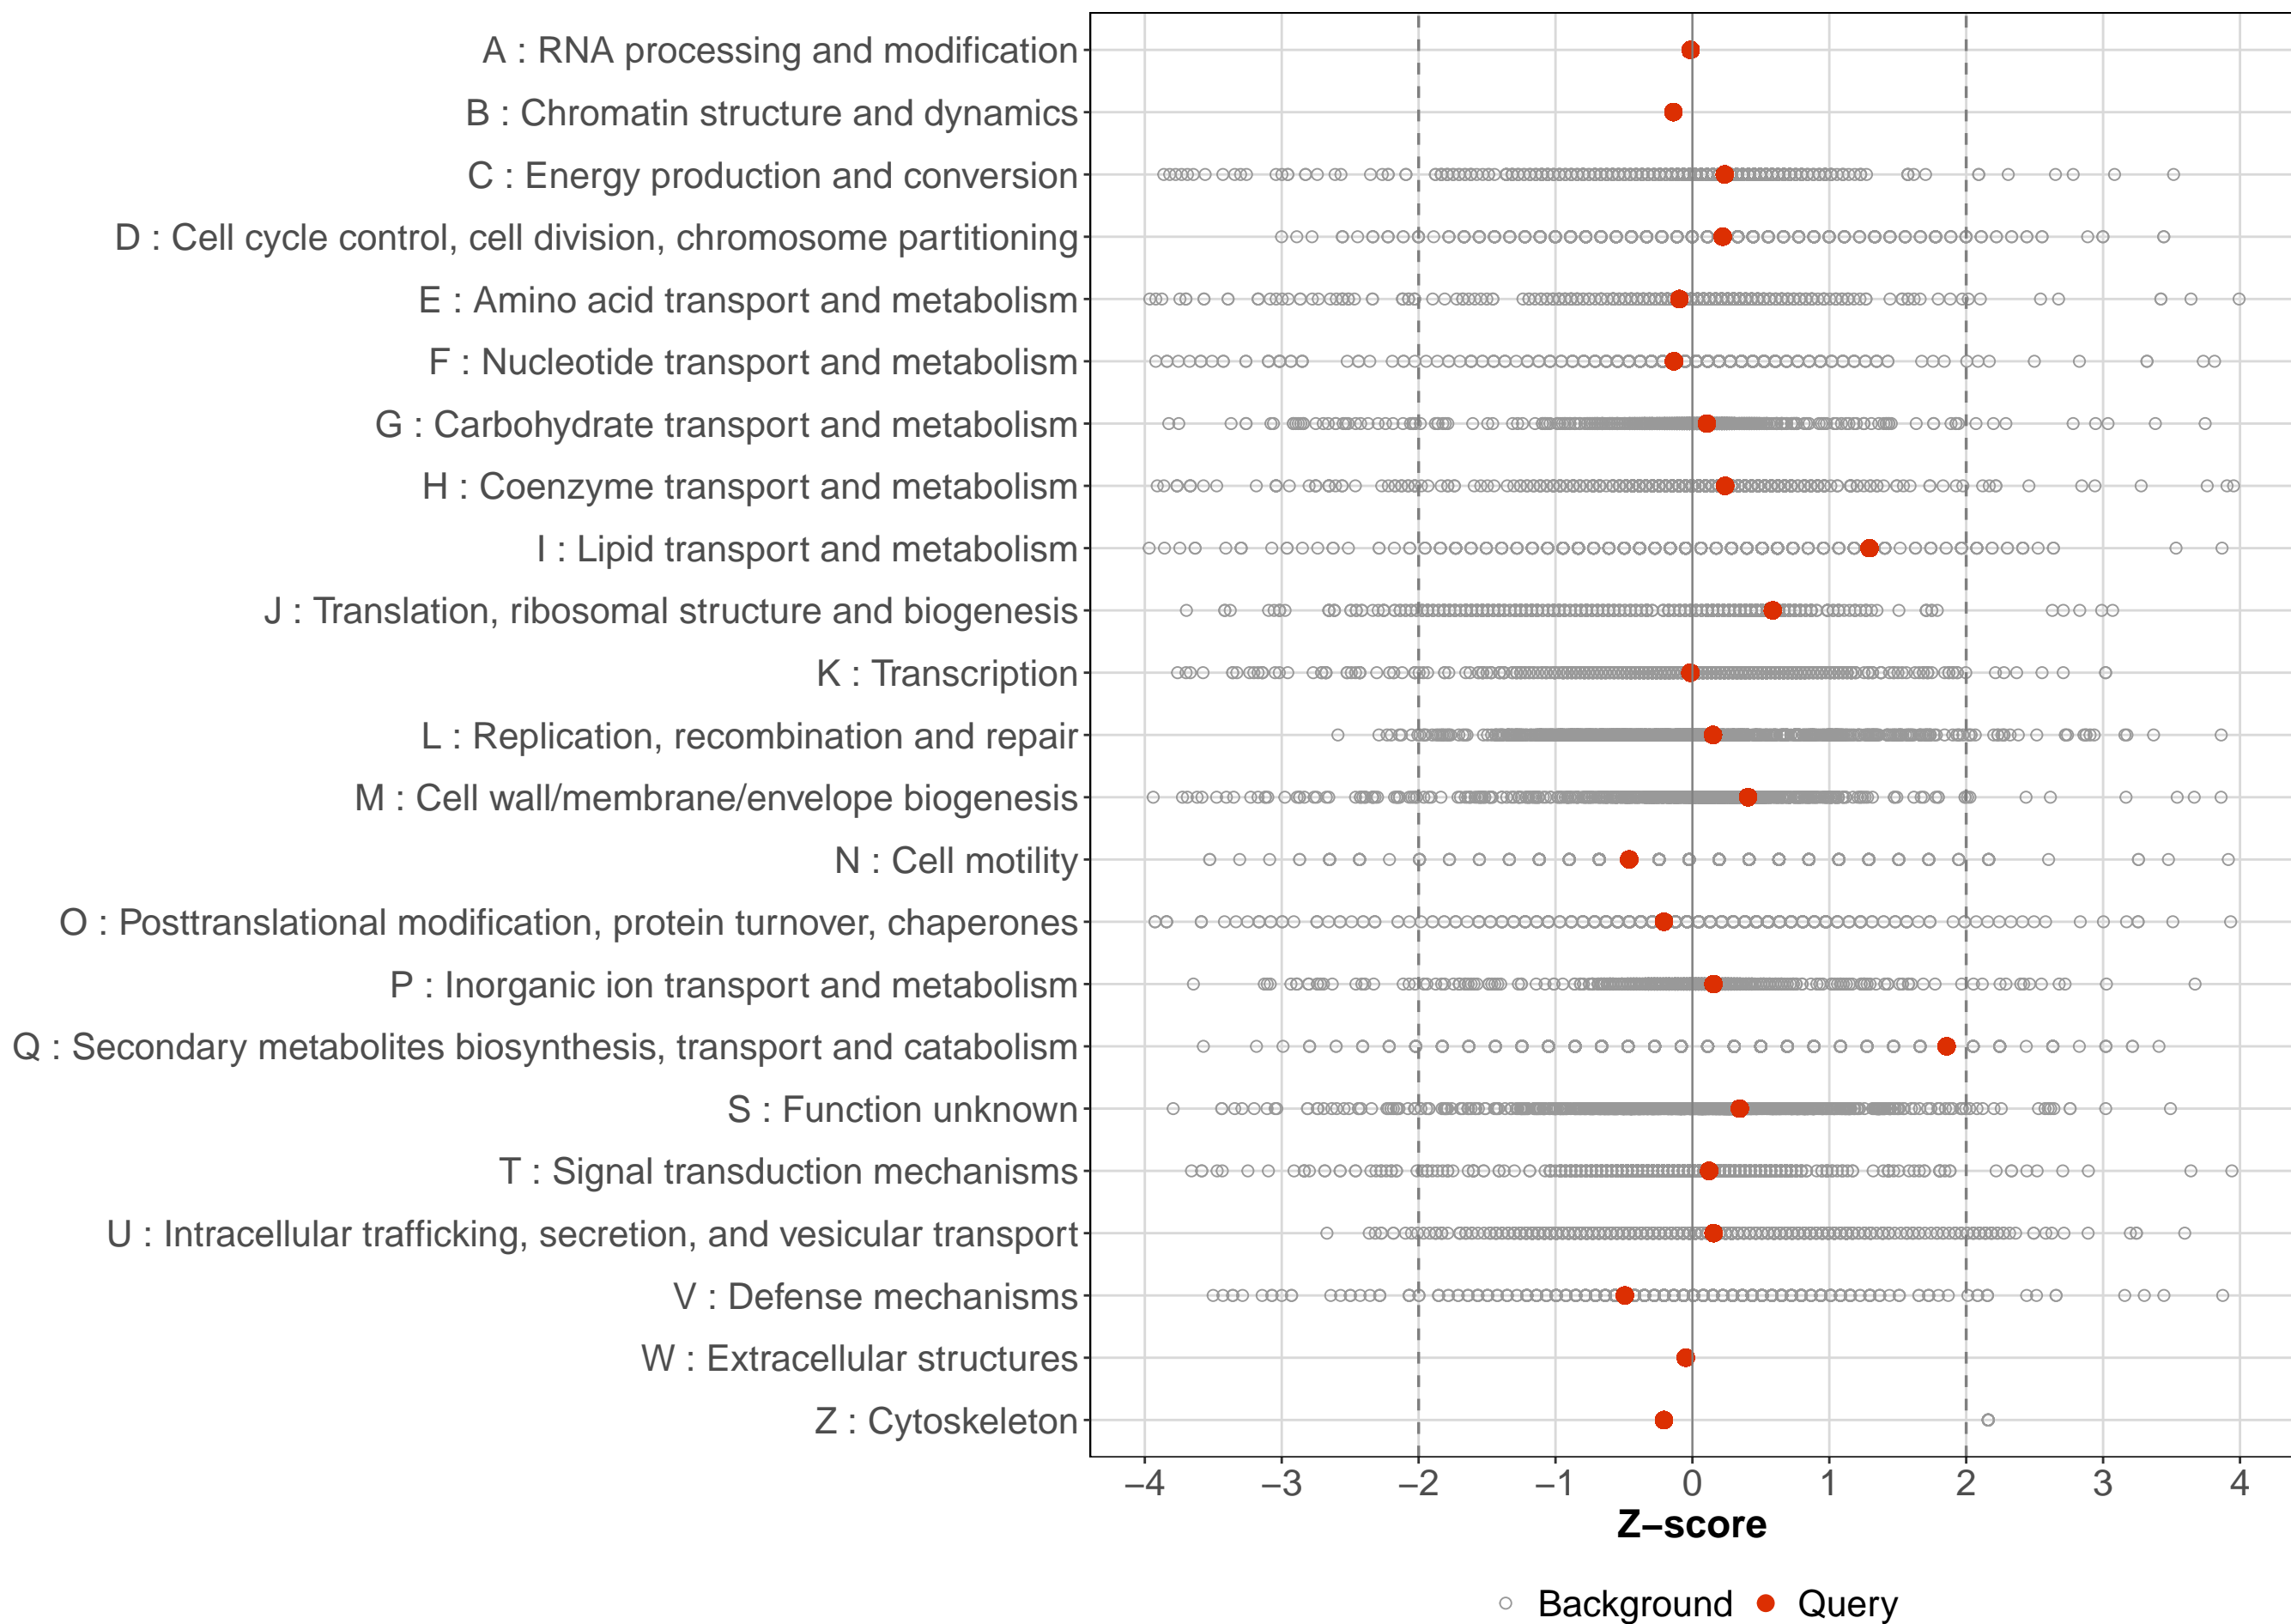 A : RNA processing and modification
B : Chromatin structure and dynamics
C : Energy production and conversion
D : Cell cycle control, cell division, chromosome partitioning
E : Amino acid transport and metabolism
F : Nucleotide transport and metabolism
G : Carbohydrate transport and metabolism
H : Coenzyme transport and metabolism
I : Lipid transport and metabolism
J : Translation, ribosomal structure and biogenesis
K : Transcription
L : Replication, recombination and repair
M : Cell wall/membrane/envelope biogenesis
N : Cell motility
O : Posttranslational modification, protein turnover, chaperones
P : Inorganic ion transport and metabolism
Q : Secondary metabolites biosynthesis, transport and catabolism
S : Function unknown
T : Signal transduction mechanisms
U : Intracellular trafficking, secretion, and vesicular transport
V : Defense mechanisms
W : Extracellular structures
Z : Cytoskeleton
−4 −3 −2 −1 0 1 2 3 4
Z−score
Background Query